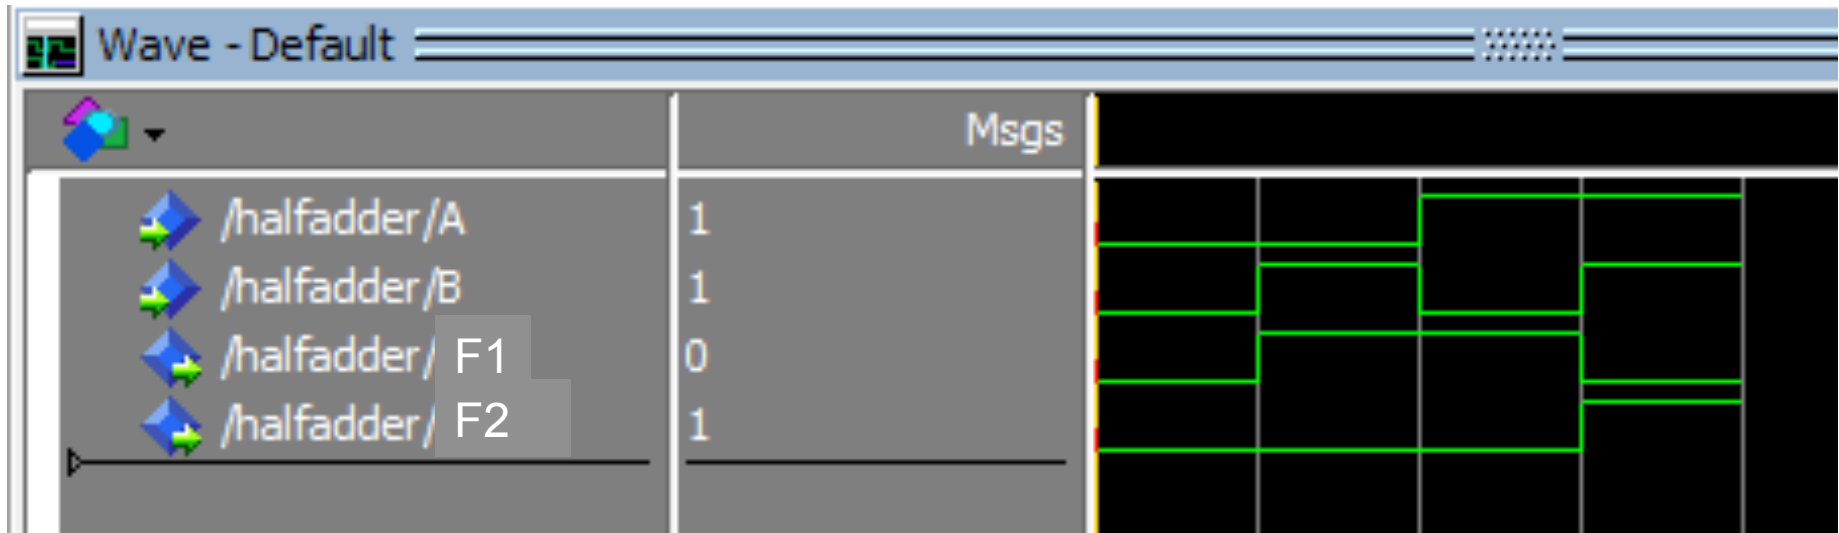 Wave - Default
Msgs
/halfadder/A 1
/halfadder/B 1
/halfadder/ F1 0
/halfadder/ F2 1